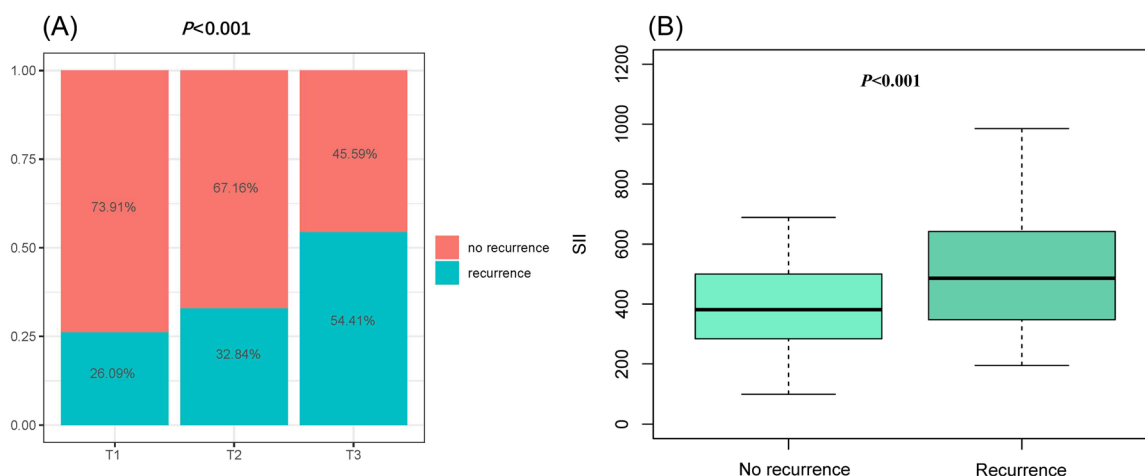 (A)
P<0.001
1.00
0.75
0.50
0.25
0.00
73.91%
67.16%
45.59%
26.09%
32.84%
54.41%
T1
T2
T3
no recurrence
recurrence
(B)
P<0.001
SII
1200
1000
800
600
400
200
0
No recurrence
Recurrence